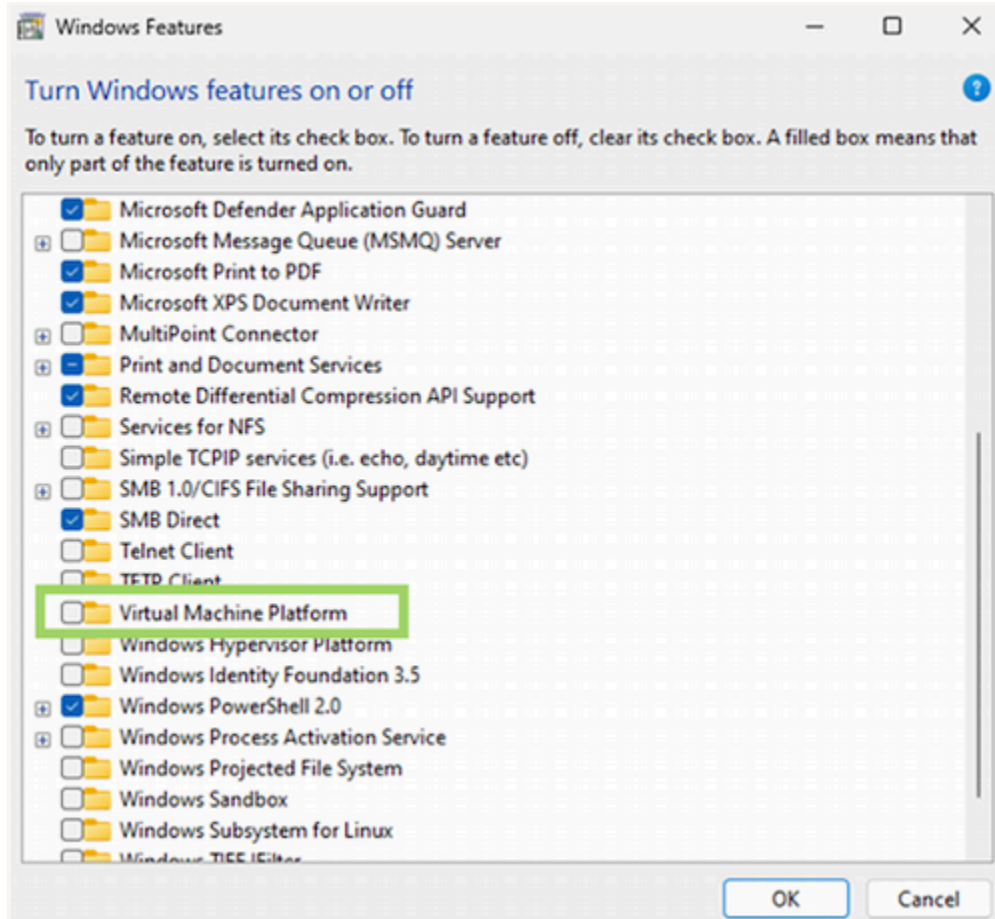 Windows Features
Turn Windows features on or off
To turn a feature on, select its check box. To turn a feature off, clear its check box. A filled box means that
only part of the feature is turned on.
Microsoft Defender Application Guard
Microsoft Message Queue (MSMQ) Server
Microsoft Print to PDF
Microsoft XPS Document Writer
MultiPoint Connector
Print and Document Services
Remote Differential Compression API Support
Services for NFS
Simple TCPIP services (i.e. echo, daytime etc)
SMB 1.0/CIFS File Sharing Support
SMB Direct
Telnet Client
TFTP Client
Virtual Machine Platform
Windows Hypervisor Platform
Windows Identity Foundation 3.5
Windows PowerShell 2.0
Windows Process Activation Service
Windows Projected File System
Windows Sandbox
Windows Subsystem for Linux
Windows TIFF IFilter
OK Cancel